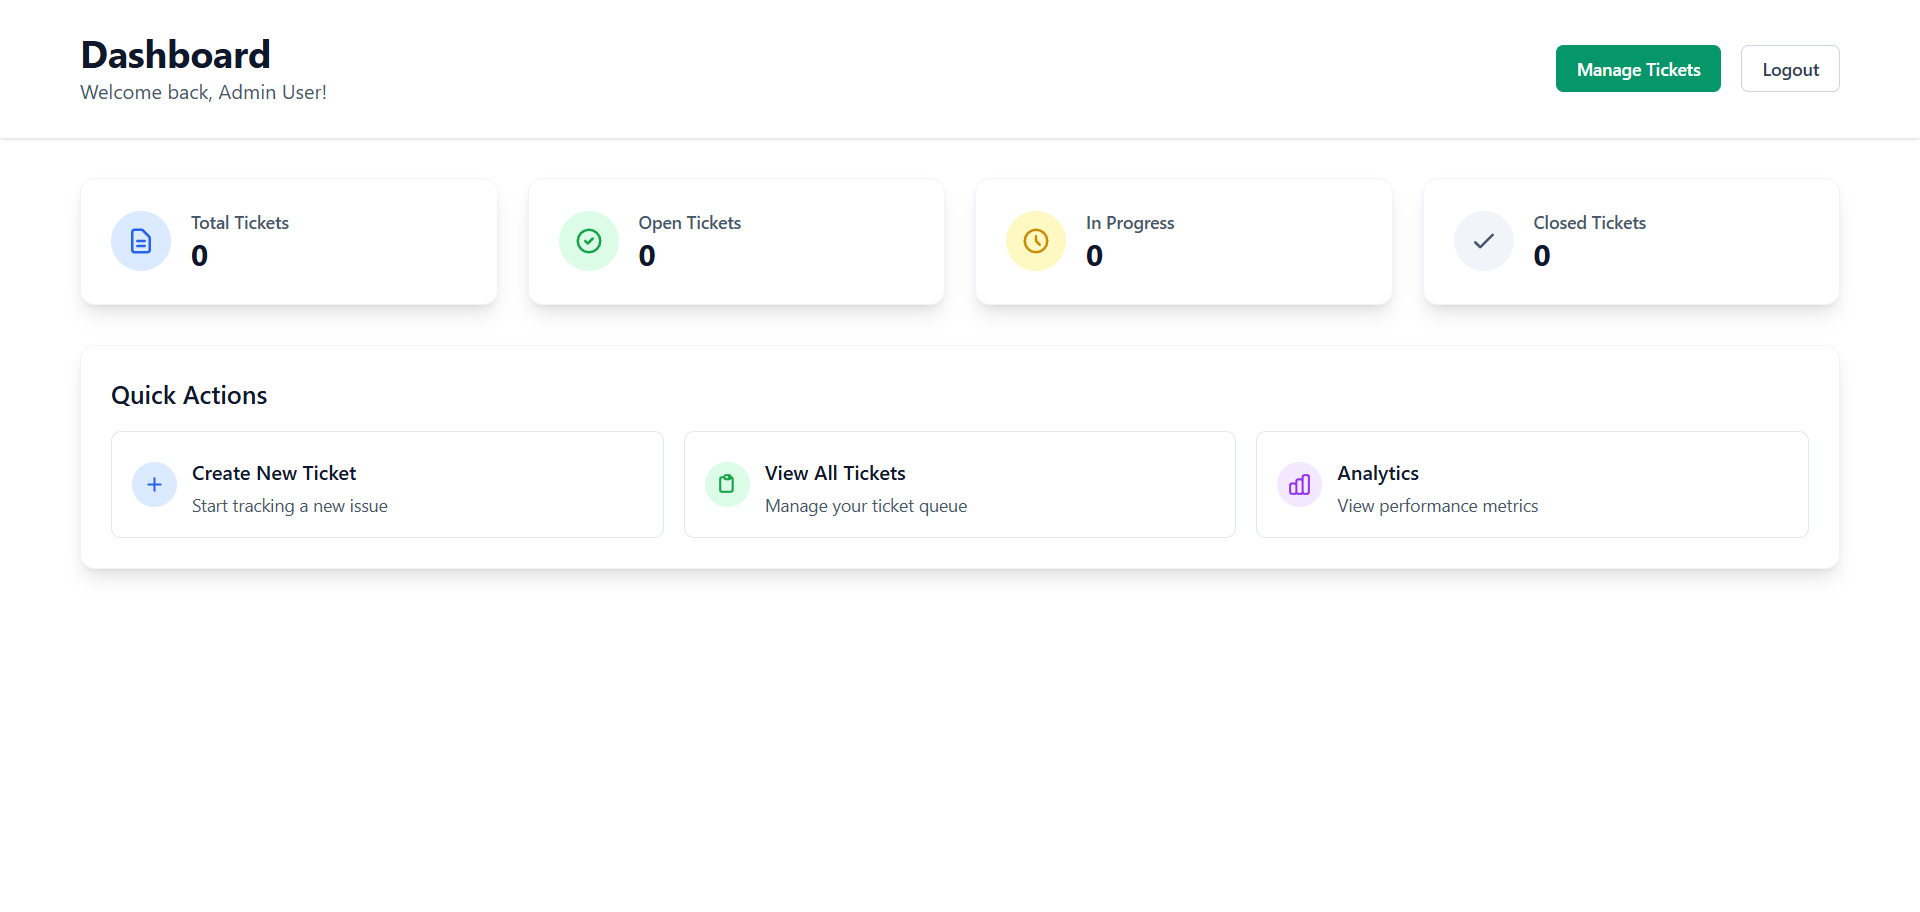 Dashboard
Welcome back, Admin User!
Manage Tickets
Logout
Total Tickets
0
Open Tickets
0
In Progress
0
Closed Tickets
0
Quick Actions
Create New Ticket
Start tracking a new issue
View All Tickets
Manage your ticket queue
Analytics
View performance metrics